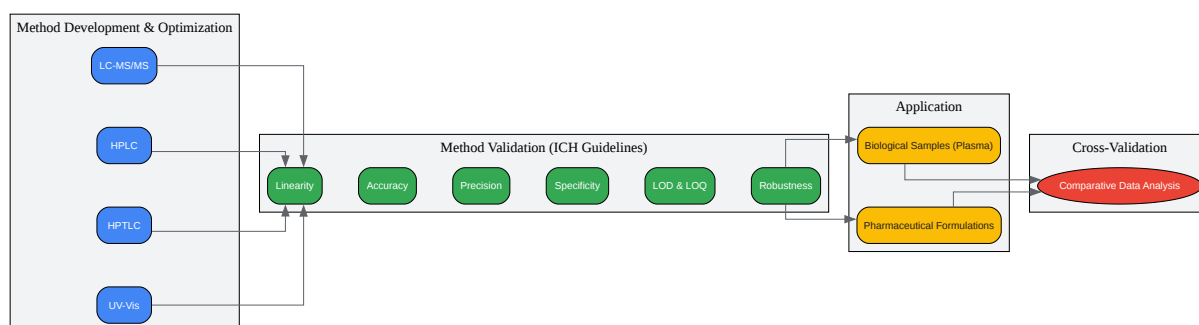 Method Development & Optimization
LC-MS/MS
HPLC
HPTLC
UV-Vis
Method Validation (ICH Guidelines)
Linearity
Accuracy
Precision
Specificity
LOD & LOQ
Robustness
Application
Biological Samples (Plasma)
Pharmaceutical Formulations
Cross-Validation
Comparative Data Analysis